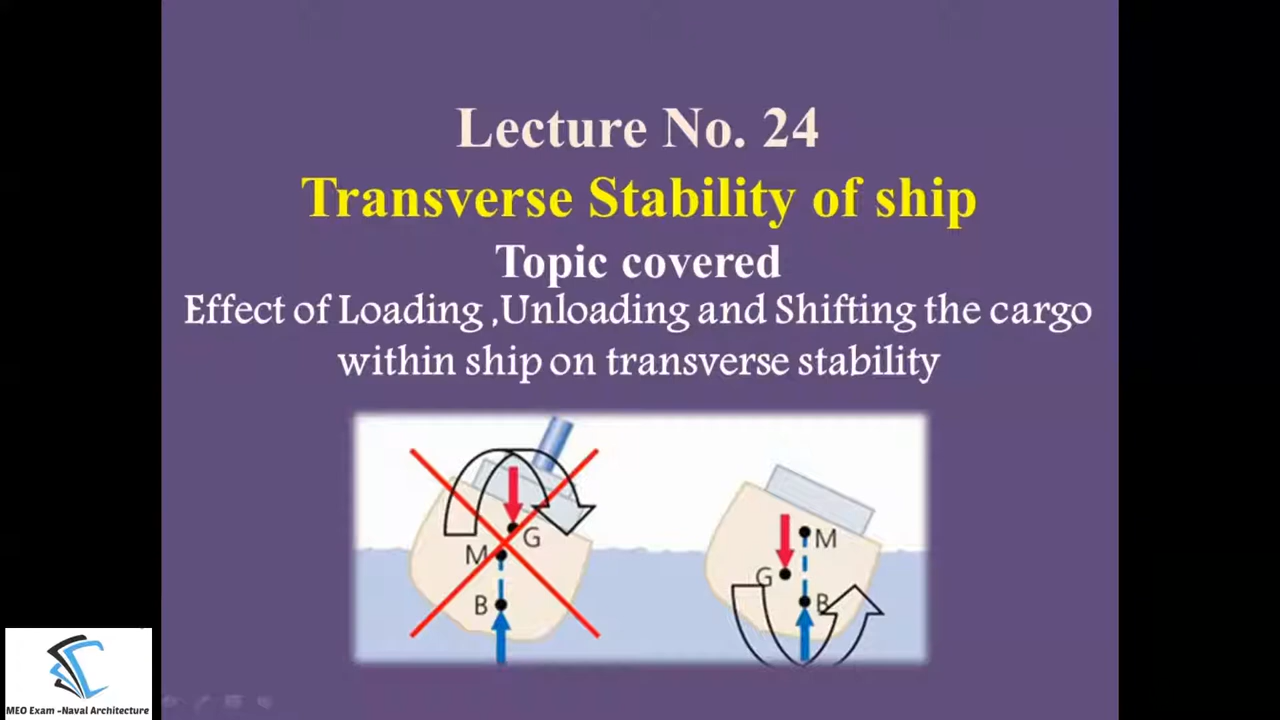 Lecture No. 24
Transverse Stability of ship
Topic covered
Effect of Loading ,Unloading and Shifting the cargo
within ship on transverse stability
G
M
B
M
G
B
MEO Exam -Naval Architecture